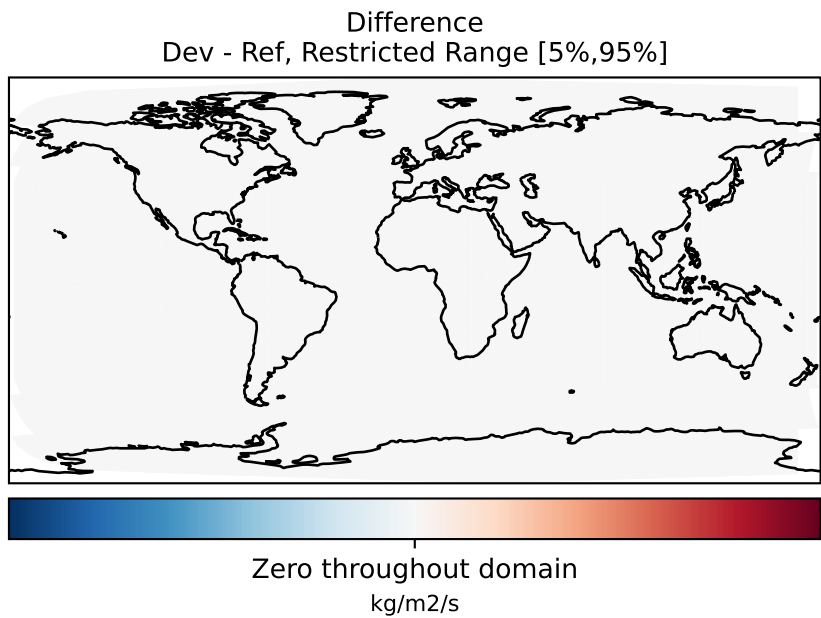 Difference
Dev - Ref, Restricted Range [5%,95%]
Zero throughout domain
kg/m2/s